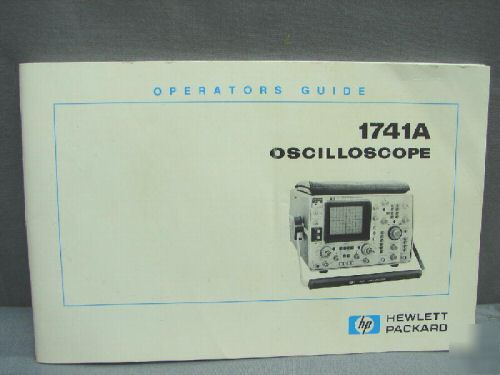 OPERATORS GUIDE
1741A
OSCILLOSCOPE
hp
HEWLETT
PACKARD